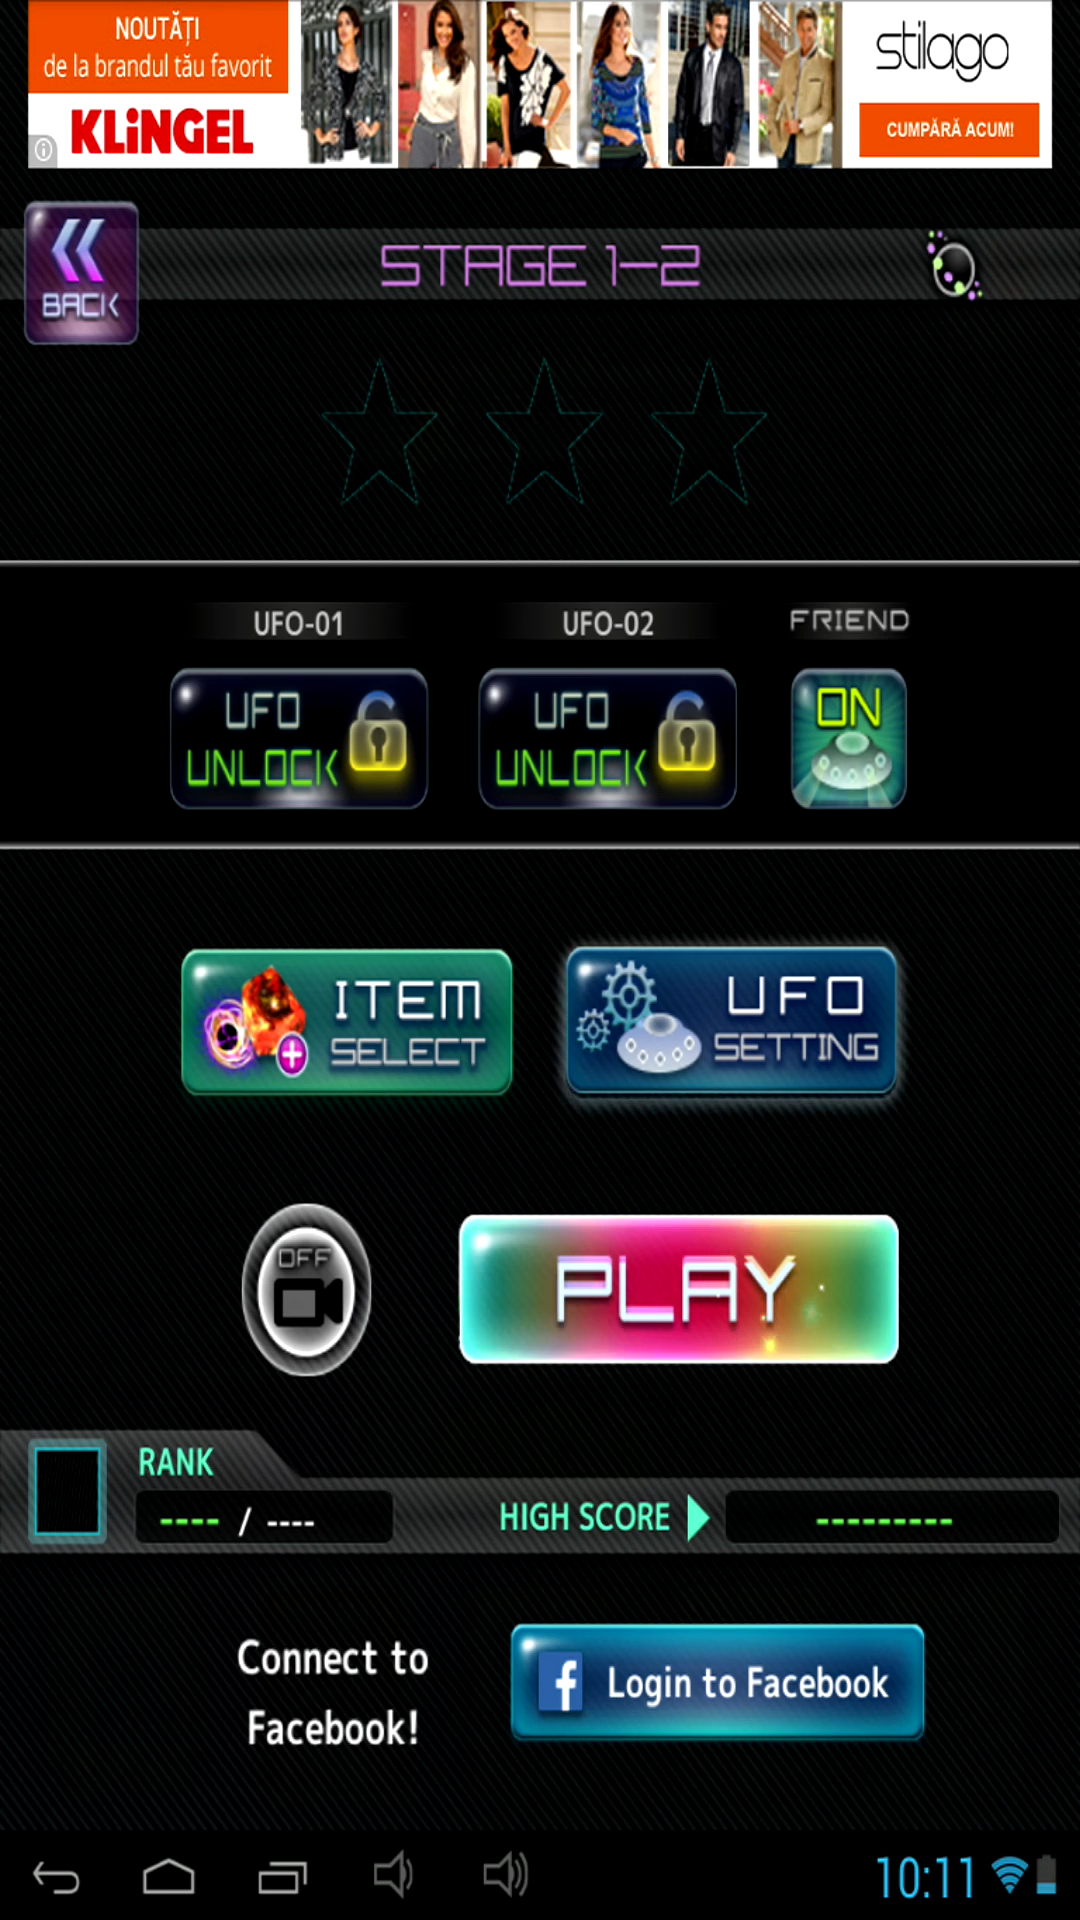 NOUTĂȚI
de la brandul tău favorit
KLiNGEL
stilago
CUMPĂRĂ ACUM!
BACK
STAGE 1-2
UFO-01
UFO-02
FRIEND
UFO
UNLOCK
UFO
UNLOCK
ON
ITEM
SELECT
UFO
SETTING
OFF
PLAY
RANK
---- / ----
HIGH SCORE
---------
Connect to
Facebook!
f
Login to Facebook
10:11